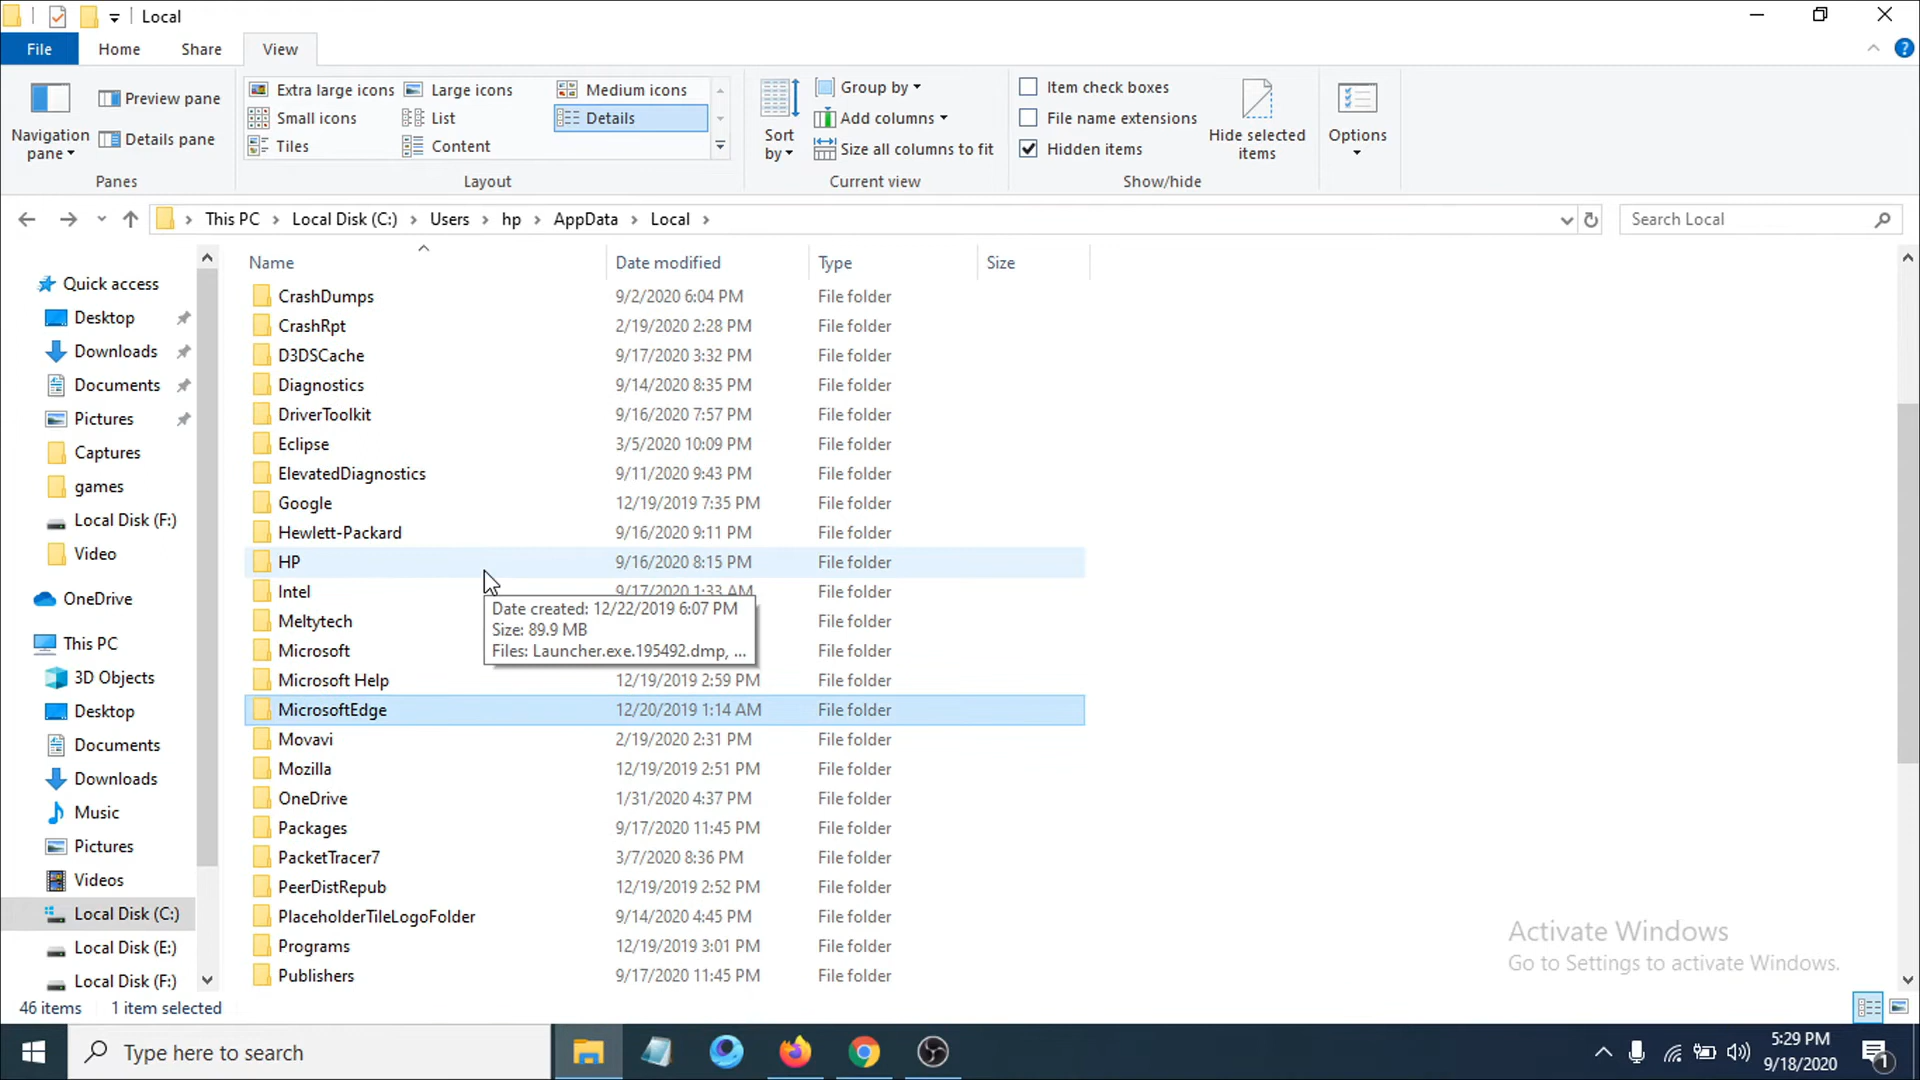 Local
File Home Share View
Navigation pane
Preview pane
Details pane
Panes
Extra large icons Large icons Medium icons
Small icons List Details
Tiles Content
Layout
Sort by
Group by
Add columns
Size all columns to fit
Current view
Item check boxes
File name extensions
Hidden items
Hide selected items
Show/hide
Options
This PC Local Disk (C:) Users hp AppData Local
Search Local
Quick access
Desktop
Downloads
Documents
Pictures
Captures
games
Local Disk (F:)
Video
OneDrive
This PC
3D Objects
Desktop
Documents
Downloads
Music
Pictures
Videos
Local Disk (C:)
Local Disk (E:)
Local Disk (F:)
Name Date modified Type Size
CrashDumps 9/2/2020 6:04 PM File folder
CrashRpt 2/19/2020 2:28 PM File folder
D3DSCache 9/17/2020 3:32 PM File folder
Diagnostics 9/14/2020 8:35 PM File folder
DriverToolkit 9/16/2020 7:57 PM File folder
Eclipse 3/5/2020 10:09 PM File folder
ElevatedDiagnostics 9/11/2020 9:43 PM File folder
Google 12/19/2019 7:35 PM File folder
Hewlett-Packard 9/16/2020 9:11 PM File folder
HP 9/16/2020 8:15 PM File folder
Intel 9/17/2020 1:33 AM File folder
Meltytech File folder
Microsoft File folder
Date created: 12/22/2019 6:07 PM
Size: 89.9 MB
Files: Launcher.exe.195492.dmp, ...
Microsoft Help 12/19/2019 2:59 PM File folder
MicrosoftEdge 12/20/2019 1:14 AM File folder
Movavi 2/19/2020 2:31 PM File folder
Mozilla 12/19/2019 2:51 PM File folder
OneDrive 1/31/2020 4:37 PM File folder
Packages 9/17/2020 11:45 PM File folder
PacketTracer7 3/7/2020 8:36 PM File folder
PeerDistRepub 12/19/2019 2:52 PM File folder
PlaceholderTileLogoFolder 9/14/2020 4:45 PM File folder
Programs 12/19/2019 3:01 PM File folder
Publishers 9/17/2020 11:45 PM File folder
Activate Windows
Go to Settings to activate Windows.
46 items 1 item selected
Type here to search
5:29 PM
9/18/2020
1